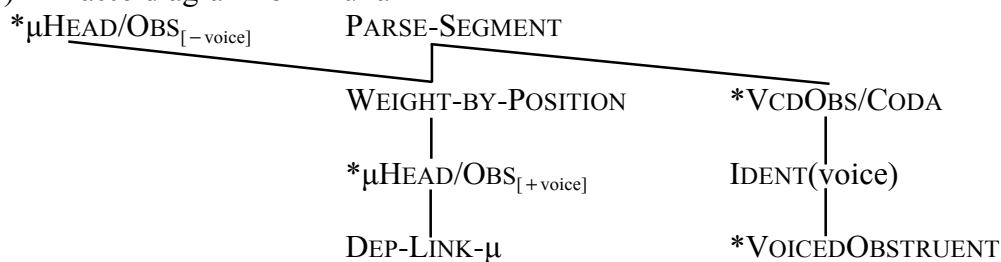 *μHEAD/OBS[−voice] PARSE-SEGMENT
WEIGHT-BY-POSITION *VCDOBS/CODA
*μHEAD/OBS[+voice] IDENT(voice)
DEP-LINK-μ *VOICEDOBSTRUENT